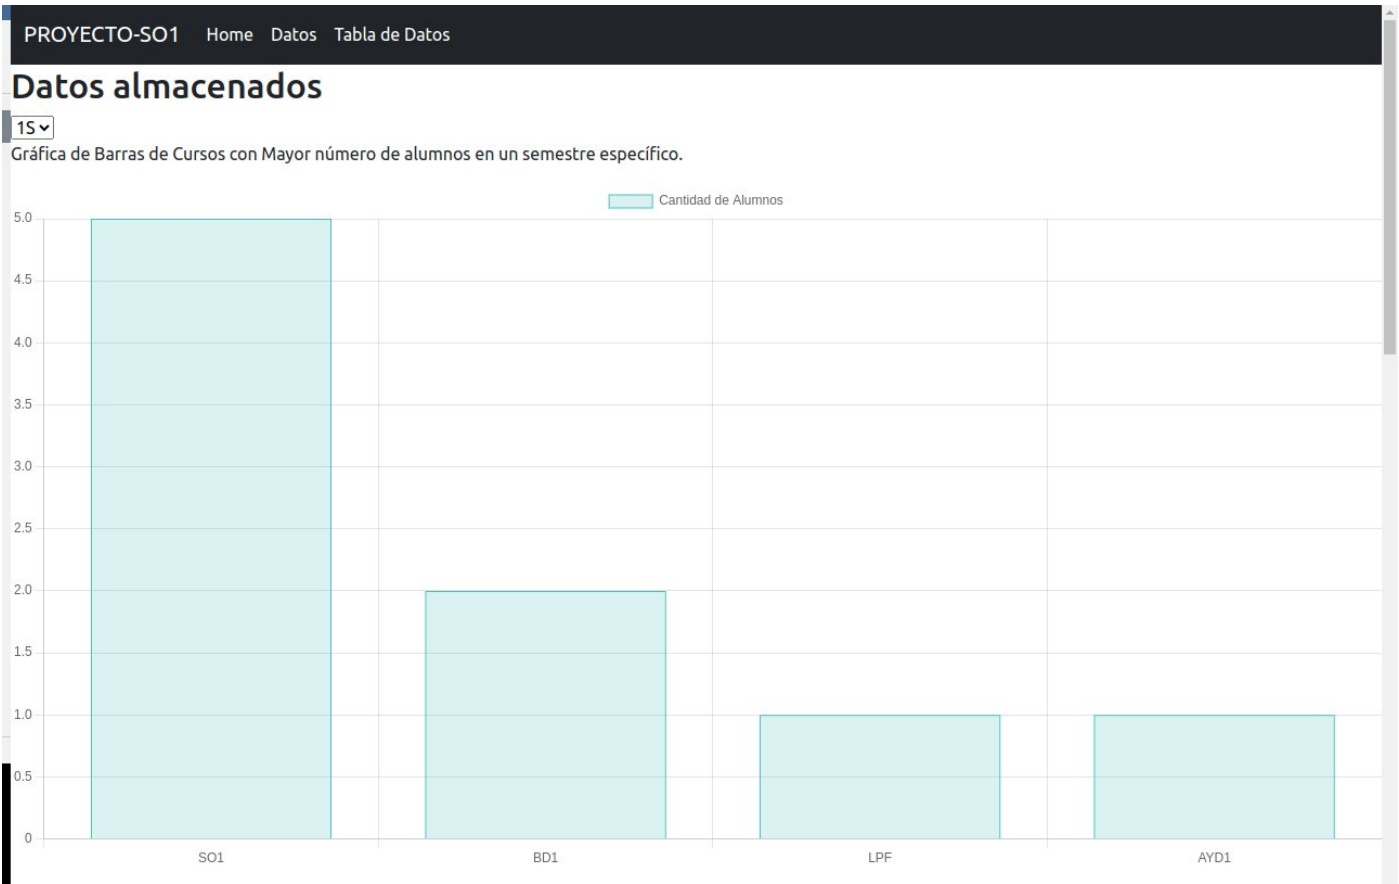 PROYECTO-SO1 Home Datos Tabla de Datos
Datos almacenados
1S
Gráfica de Barras de Cursos con Mayor número de alumnos en un semestre específico.
Cantidad de Alumnos
5.0
4.5
4.0
3.5
3.0
2.5
2.0
1.5
1.0
0.5
0
SO1 BD1 LPF AYD1